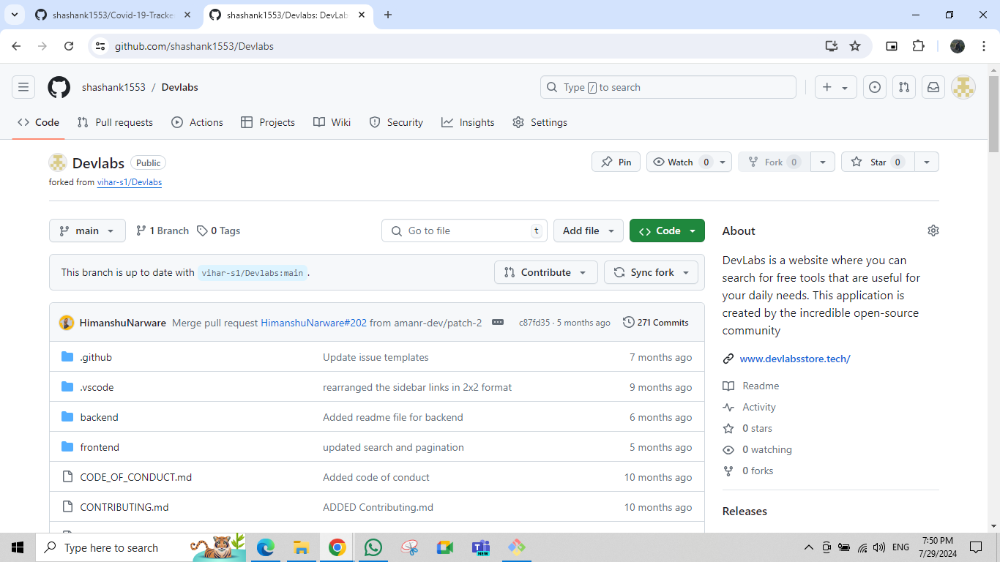 shashank1553/Covid-19-Tracke
shashank1553/Devlabs: DevLab
github.com/shashank1553/Devlabs
shashank1553 / Devlabs
Type / to search
Code Pull requests Actions Projects Wiki Security Insights Settings
Devlabs Public
Pin Watch 0 Fork 0 Star 0
forked from vihar-s1/Devlabs
main 1 Branch 0 Tags Go to file t Add file Code
This branch is up to date with vihar-s1/Devlabs:main . Contribute Sync fork
HimanshuNarware Merge pull request HimanshuNarware#202 from amanr-dev/patch-2 c87fd35 · 5 months ago 271 Commits
.github Update issue templates 7 months ago
.vscode rearranged the sidebar links in 2x2 format 9 months ago
backend Added readme file for backend 6 months ago
frontend updated search and pagination 5 months ago
CODE_OF_CONDUCT.md Added code of conduct 10 months ago
CONTRIBUTING.md ADDED Contributing.md 10 months ago
About
DevLabs is a website where you can
search for free tools that are useful for
your daily needs. This application is
created by the incredible open-source
community
www.devlabsstore.tech/
Readme
Activity
0 stars
0 watching
0 forks
Releases
Type here to search
NEW
ENG
7:50 PM
7/29/2024